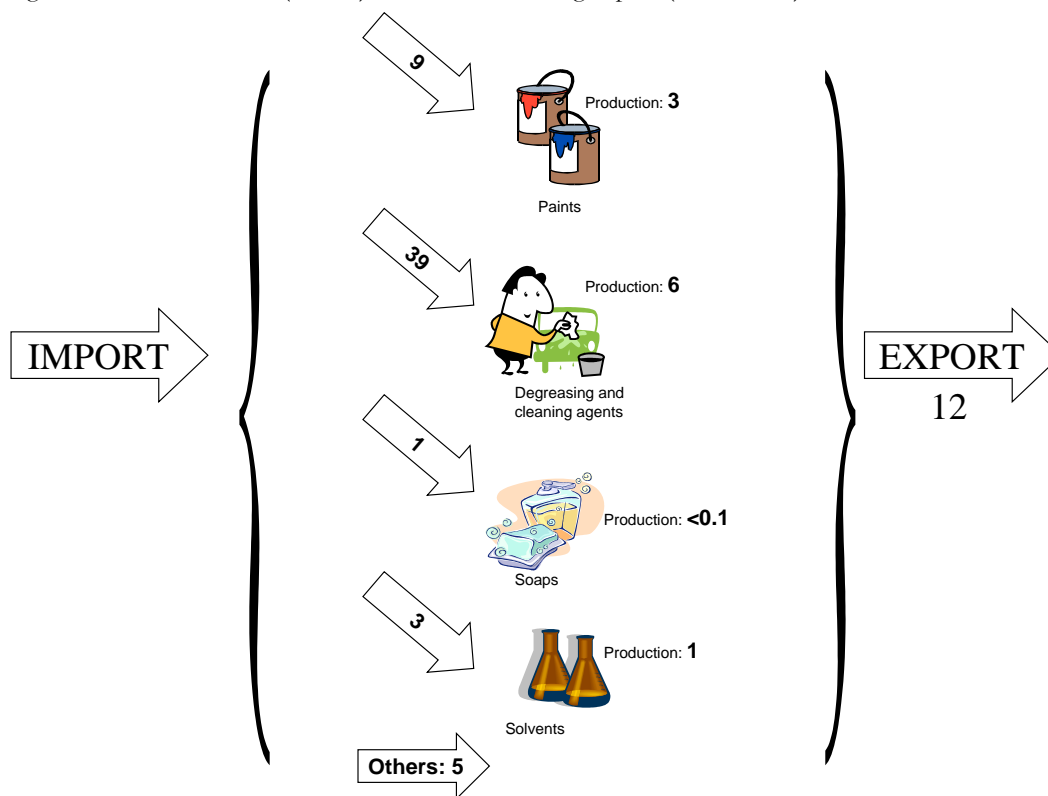 9
Production: 3
Paints
39
Production: 6
IMPORT
EXPORT
Degreasing and
cleaning agents
12
1
Production: <0.1
Soaps
3
Production: 1
Solvents
Others: 5